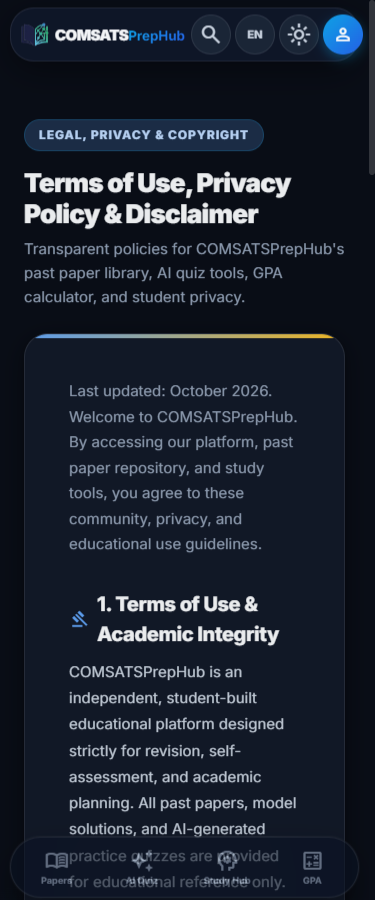 COMSATSPrepHub
EN
LEGAL, PRIVACY & COPYRIGHT
Terms of Use, Privacy
Policy & Disclaimer
Transparent policies for COMSATSPrepHub's
past paper library, AI quiz tools, GPA
calculator, and student privacy.
Last updated: October 2026.
Welcome to COMSATSPrepHub.
By accessing our platform, past
paper repository, and study
tools, you agree to these
community, privacy, and
educational use guidelines.
1. Terms of Use &
Academic Integrity
COMSATSPrepHub is an
independent, student-built
educational platform designed
strictly for revision, self-
assessment, and academic
planning. All past papers, model
solutions, and AI-generated
practice quizzes are provided
for educational reference only.
Papers AI Quiz Study Hub GPA